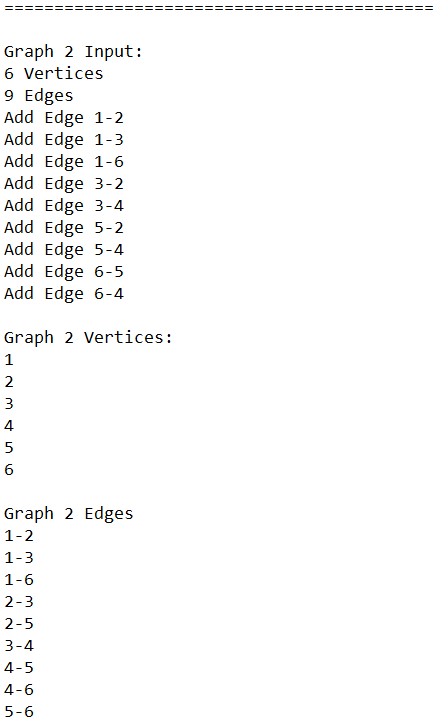 ===========================================
Graph 2 Input:
6 Vertices
9 Edges
Add Edge 1-2
Add Edge 1-3
Add Edge 1-6
Add Edge 3-2
Add Edge 3-4
Add Edge 5-2
Add Edge 5-4
Add Edge 6-5
Add Edge 6-4
Graph 2 Vertices:
1
2
3
4
5
6
Graph 2 Edges
1-2
1-3
1-6
2-3
2-5
3-4
4-5
4-6
5-6